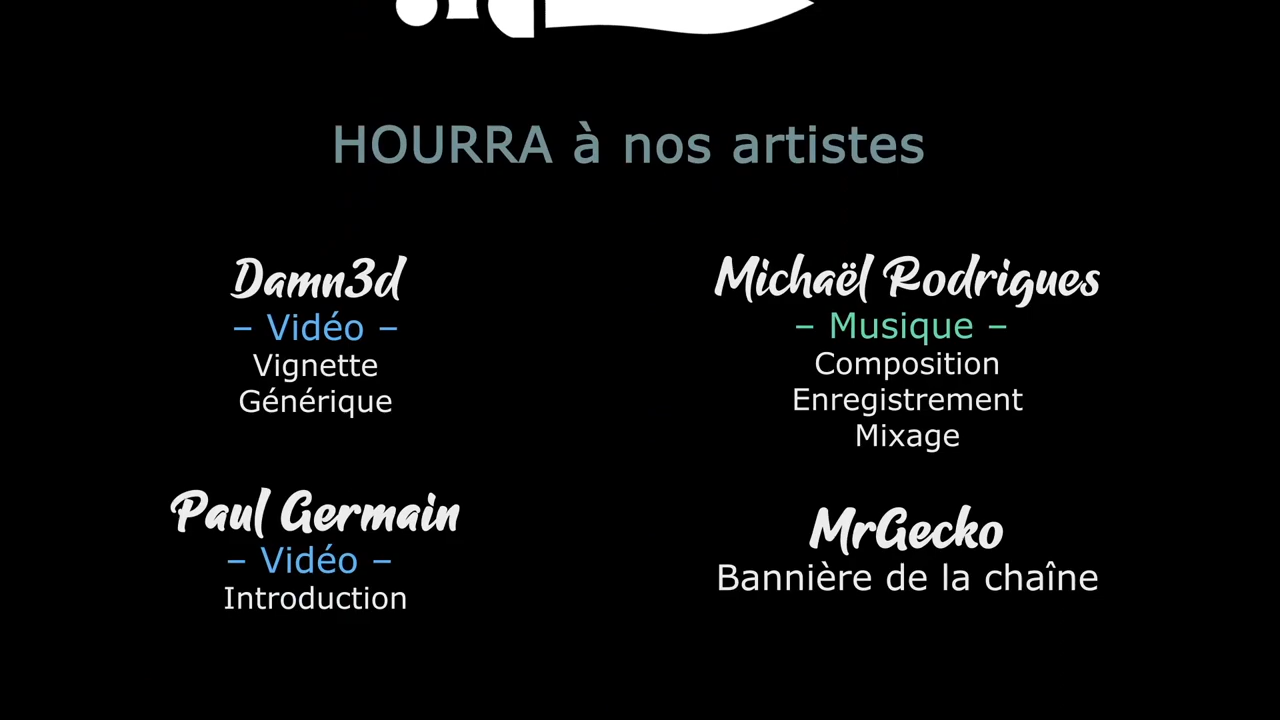 HOURRA à nos artistes
Damn3d
– Vidéo –
Vignette
Générique
Michaël Rodrigues
– Musique –
Composition
Enregistrement
Mixage
Paul Germain
– Vidéo –
Introduction
MrGecko
Bannière de la chaîne